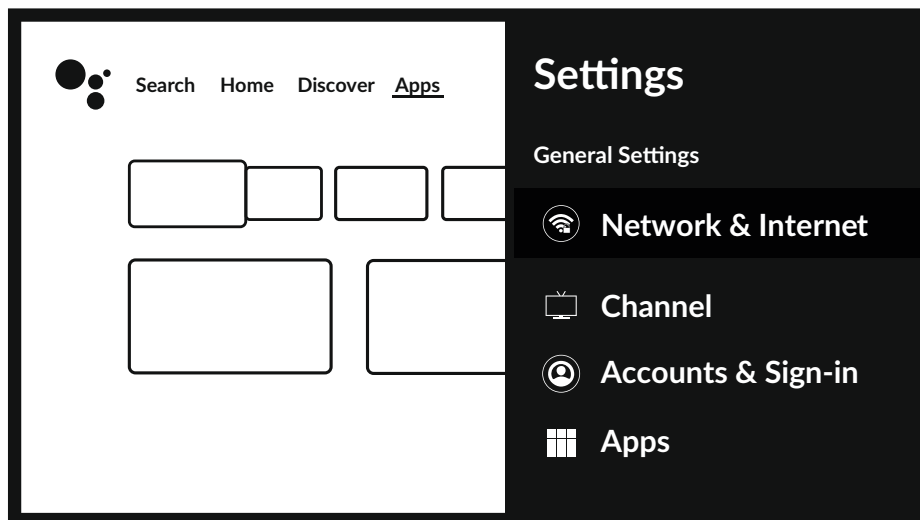 Search Home Discover Apps
Settings
General Settings
Network & Internet
Channel
Accounts & Sign-in
Apps